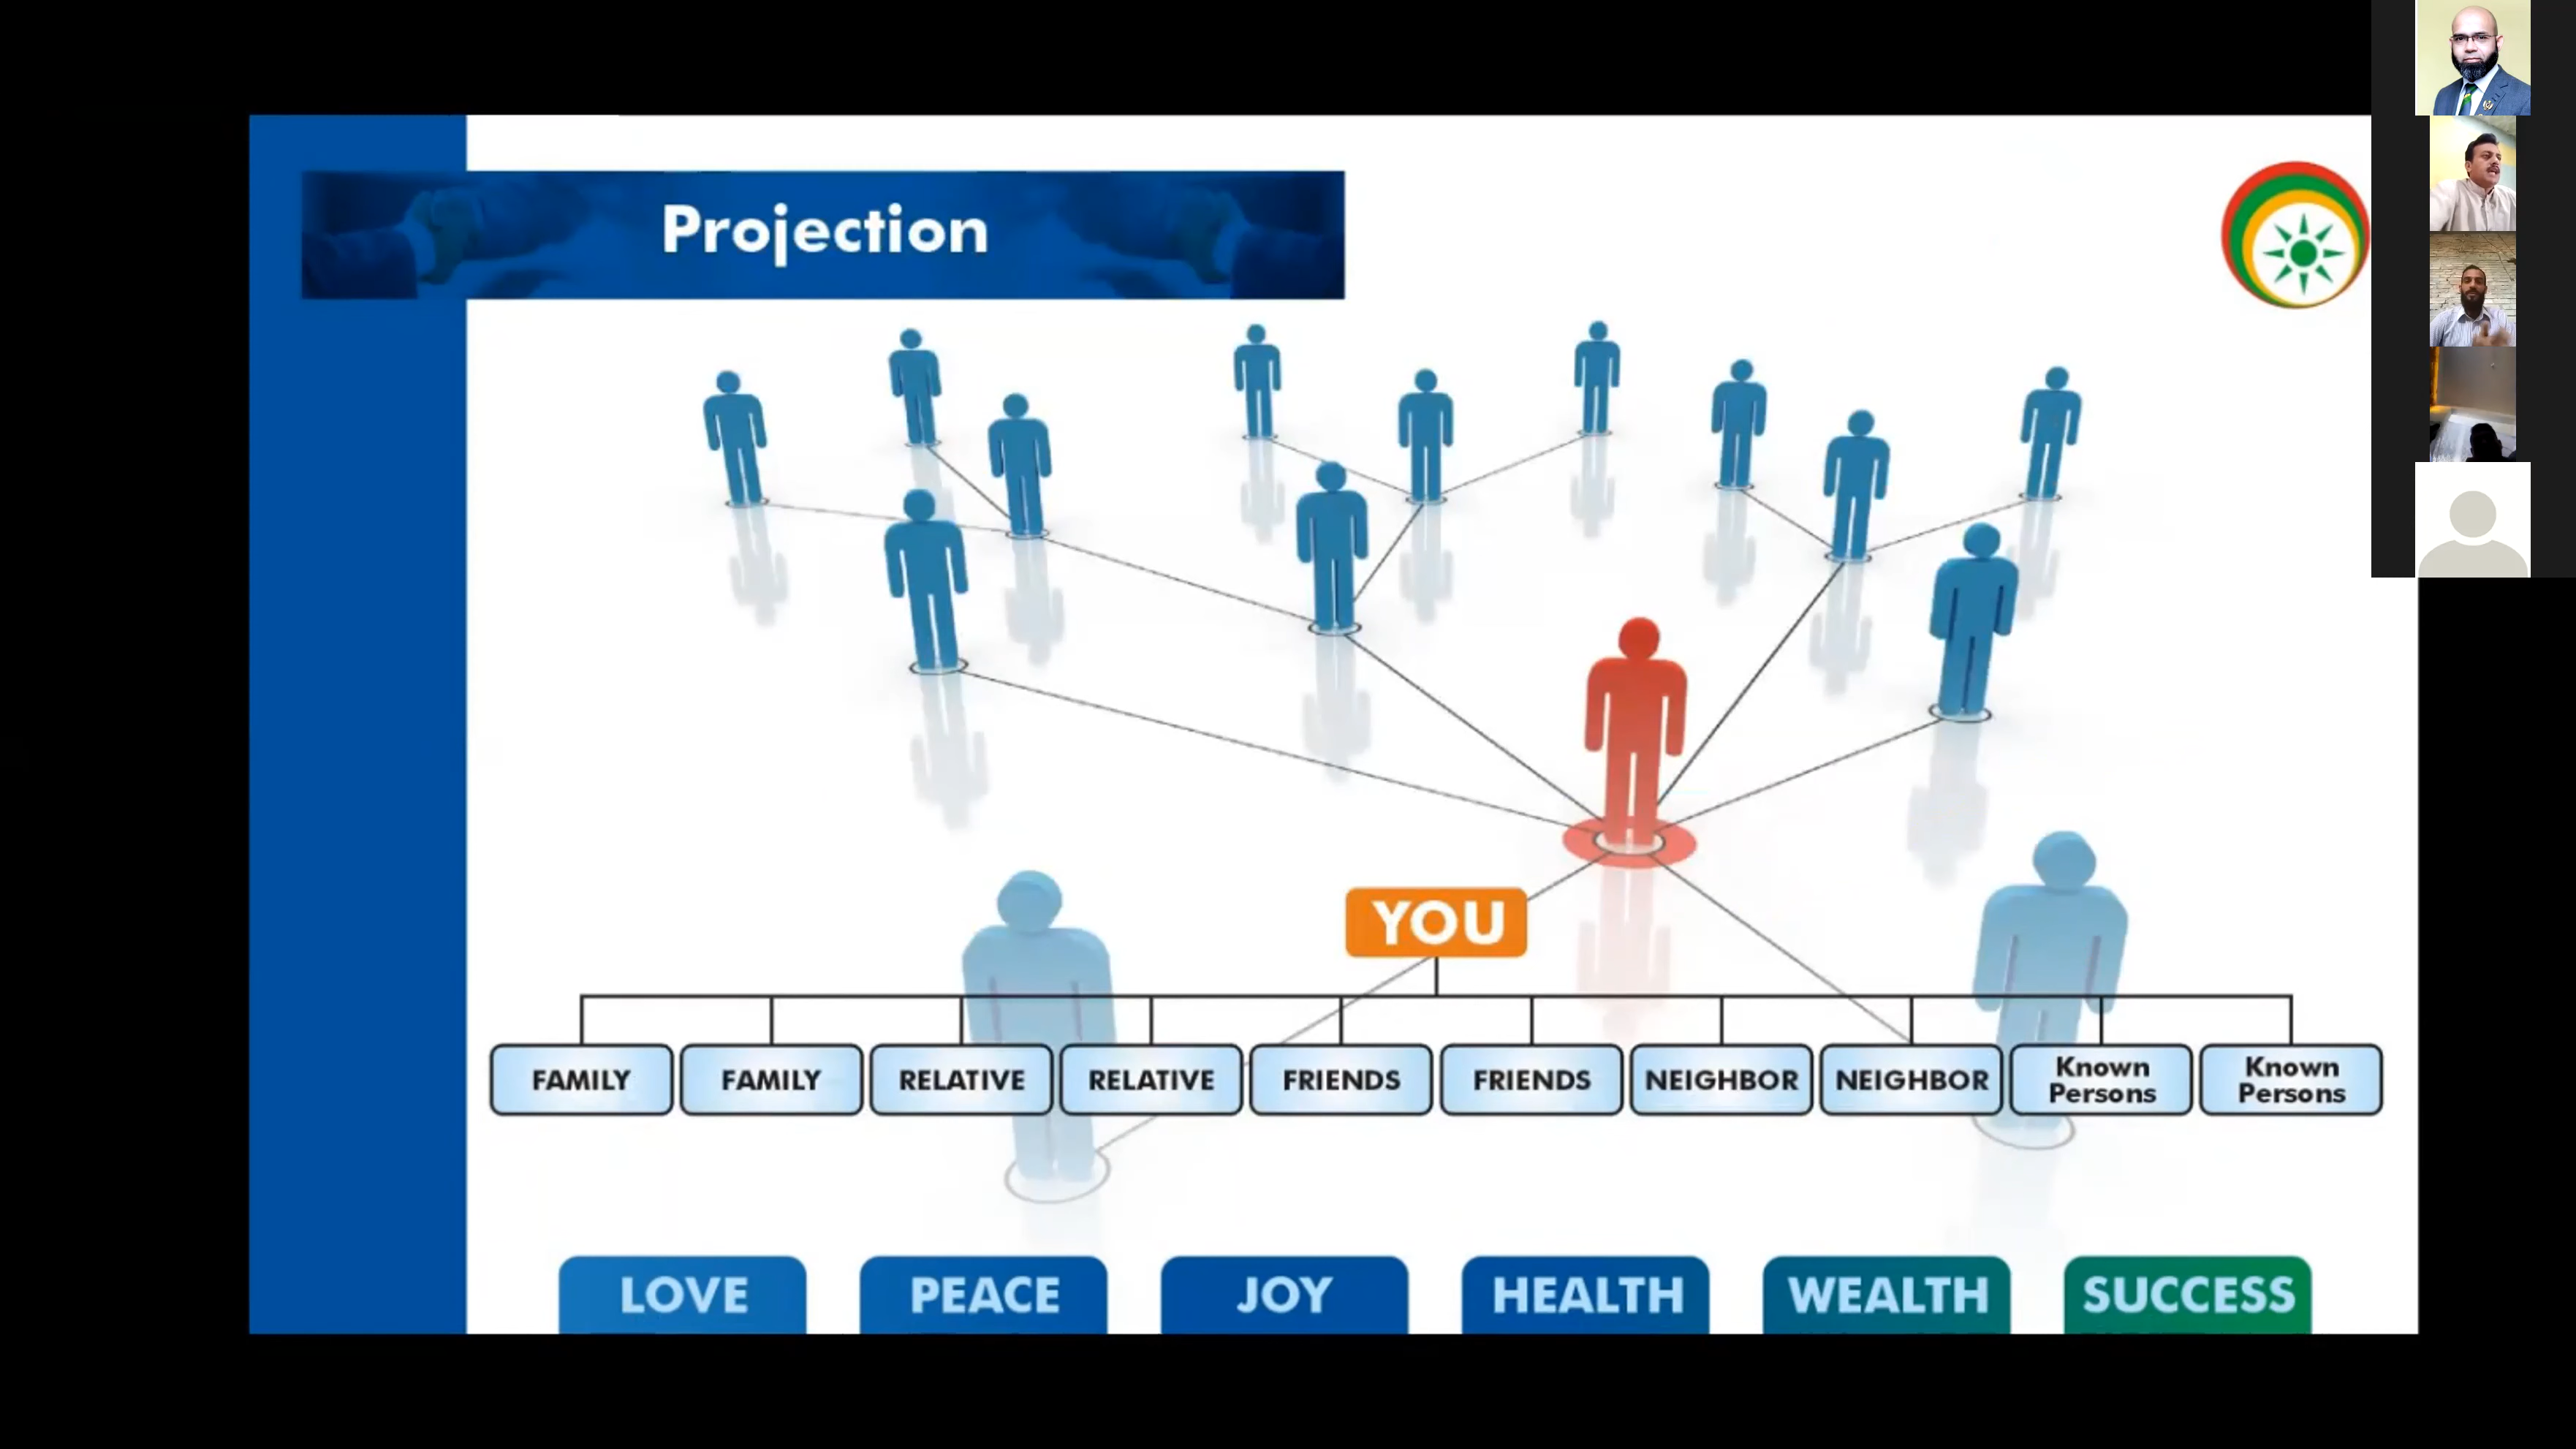 Projection
YOU
FAMILY
FAMILY
RELATIVE
RELATIVE
FRIENDS
FRIENDS
NEIGHBOR
NEIGHBOR
Known
Persons
Known
Persons
LOVE
PEACE
JOY
HEALTH
WEALTH
SUCCESS